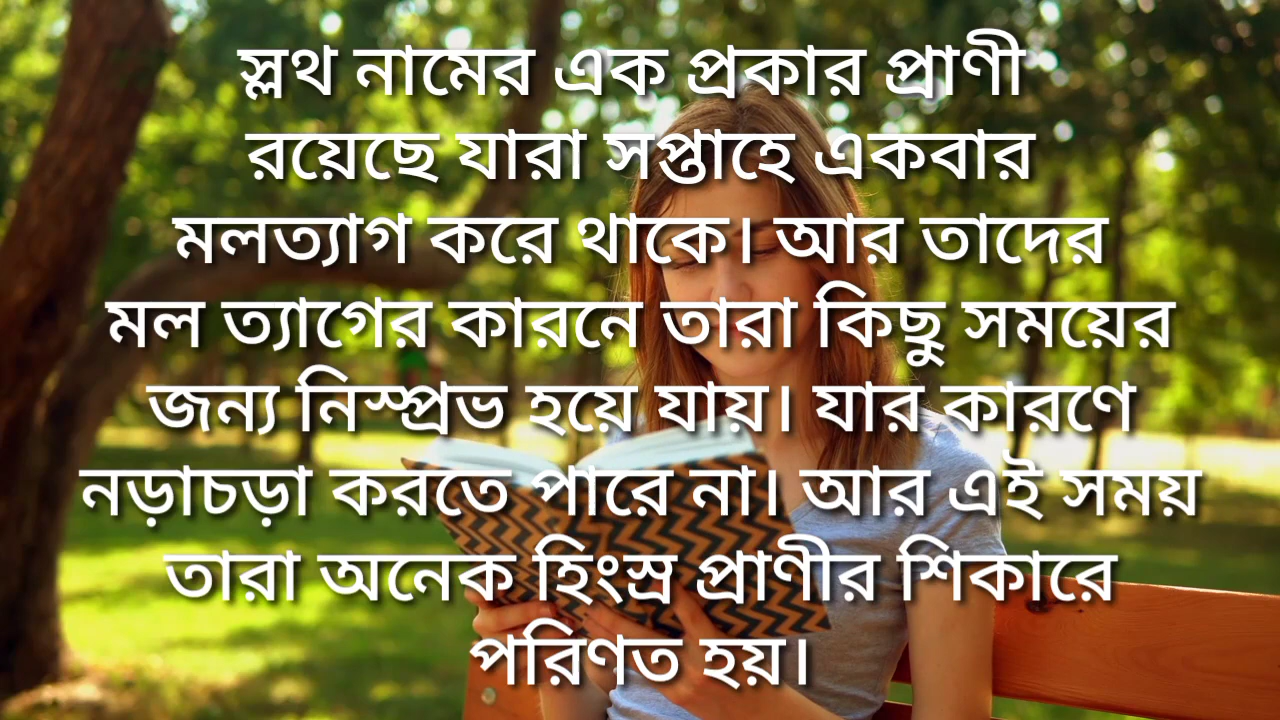 স্লথ নামের এক প্রকার প্রাণী
রয়েছে যারা সপ্তাহে একবার
মলত্যাগ করে থাকে। আর তাদের
মল ত্যাগের কারনে তারা কিছু সময়ের
জন্য নিস্প্রভ হয়ে যায়। যার কারণে
নড়াচড়া করতে পারে না। আর এই সময়
তারা অনেক হিংস্র প্রাণীর শিকারে
পরিণত হয়।